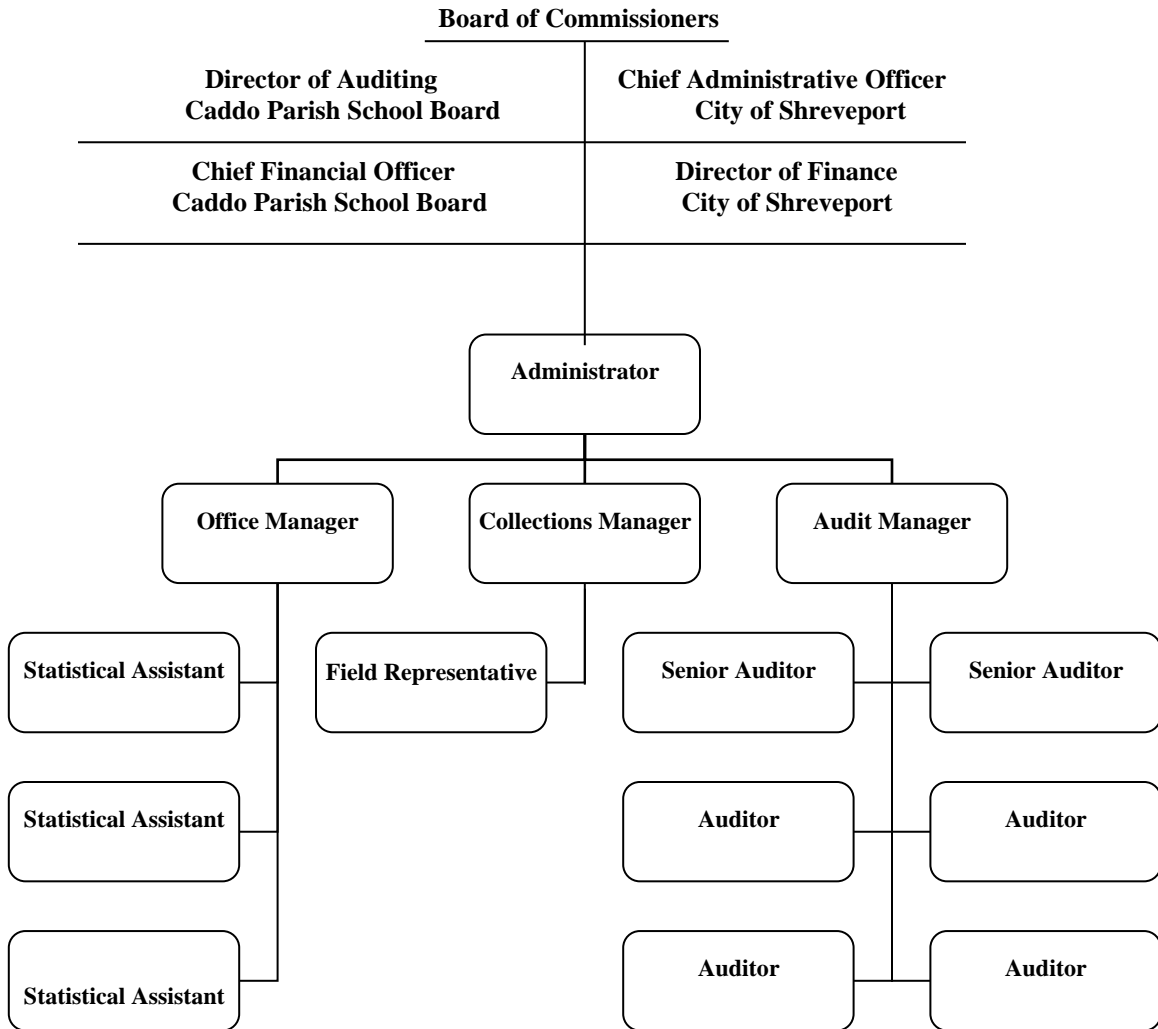 Board of Commissioners
Director of Auditing
Caddo Parish School Board
Chief Administrative Officer
City of Shreveport
Chief Financial Officer
Caddo Parish School Board
Director of Finance
City of Shreveport
Administrator
Office Manager
Collections Manager
Audit Manager
Statistical Assistant
Field Representative
Senior Auditor
Senior Auditor
Statistical Assistant
Auditor
Auditor
Statistical Assistant
Auditor
Auditor